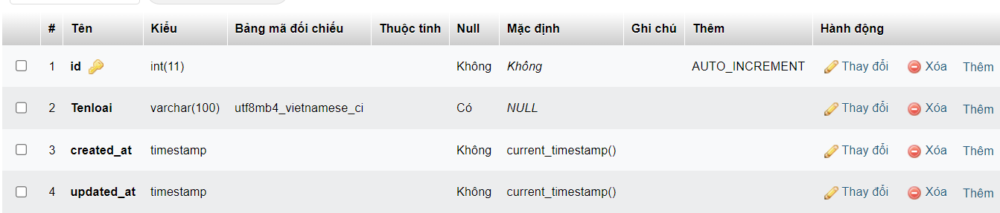 # Tên Kiểu Bảng mã đối chiếu Thuộc tính Null Mặc định Ghi chú Thêm Hành động
1 id int(11) Không Không AUTO_INCREMENT Thay đổi Xóa Thêm
2 Tenloai varchar(100) utf8mb4_vietnamese_ci Có NULL Thay đổi Xóa Thêm
3 created_at timestamp Không current_timestamp() Thay đổi Xóa Thêm
4 updated_at timestamp Không current_timestamp() Thay đổi Xóa Thêm